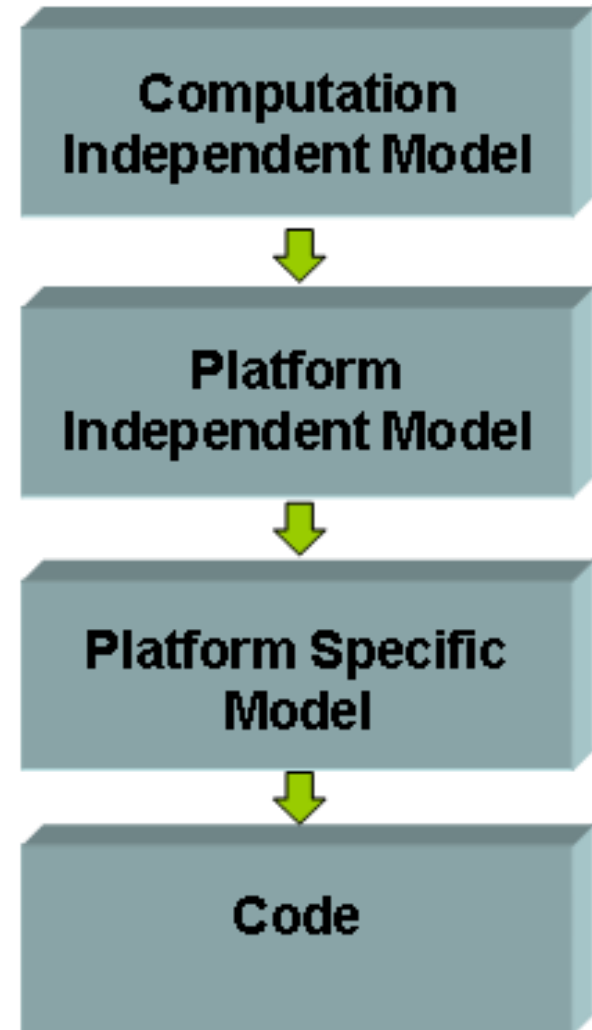 Computation
Independent Model
Platform
Independent Model
Platform Specific
Model
Code